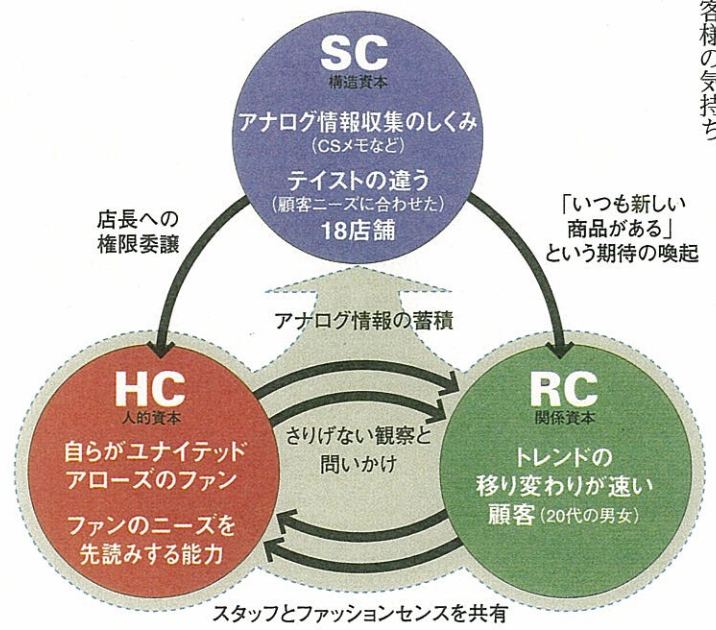 客様の気持ち
SC
構造資本
アナログ情報収集のしくみ
(CSメモなど)
テイストの違う
(顧客ニーズに合わせた)
18店舗
店長への
権限委譲
「いつも新しい
商品がある」
という期待の喚起
アナログ情報の蓄積
HC
人的資本
自らがユナイテッド
アローズのファン
ファンのニーズを
先読みする能力
さりげない観察と
問いかけ
RC
関係資本
トレンドの
移り変わりが速い
顧客(20代の男女)
スタッフとファッションセンスを共有